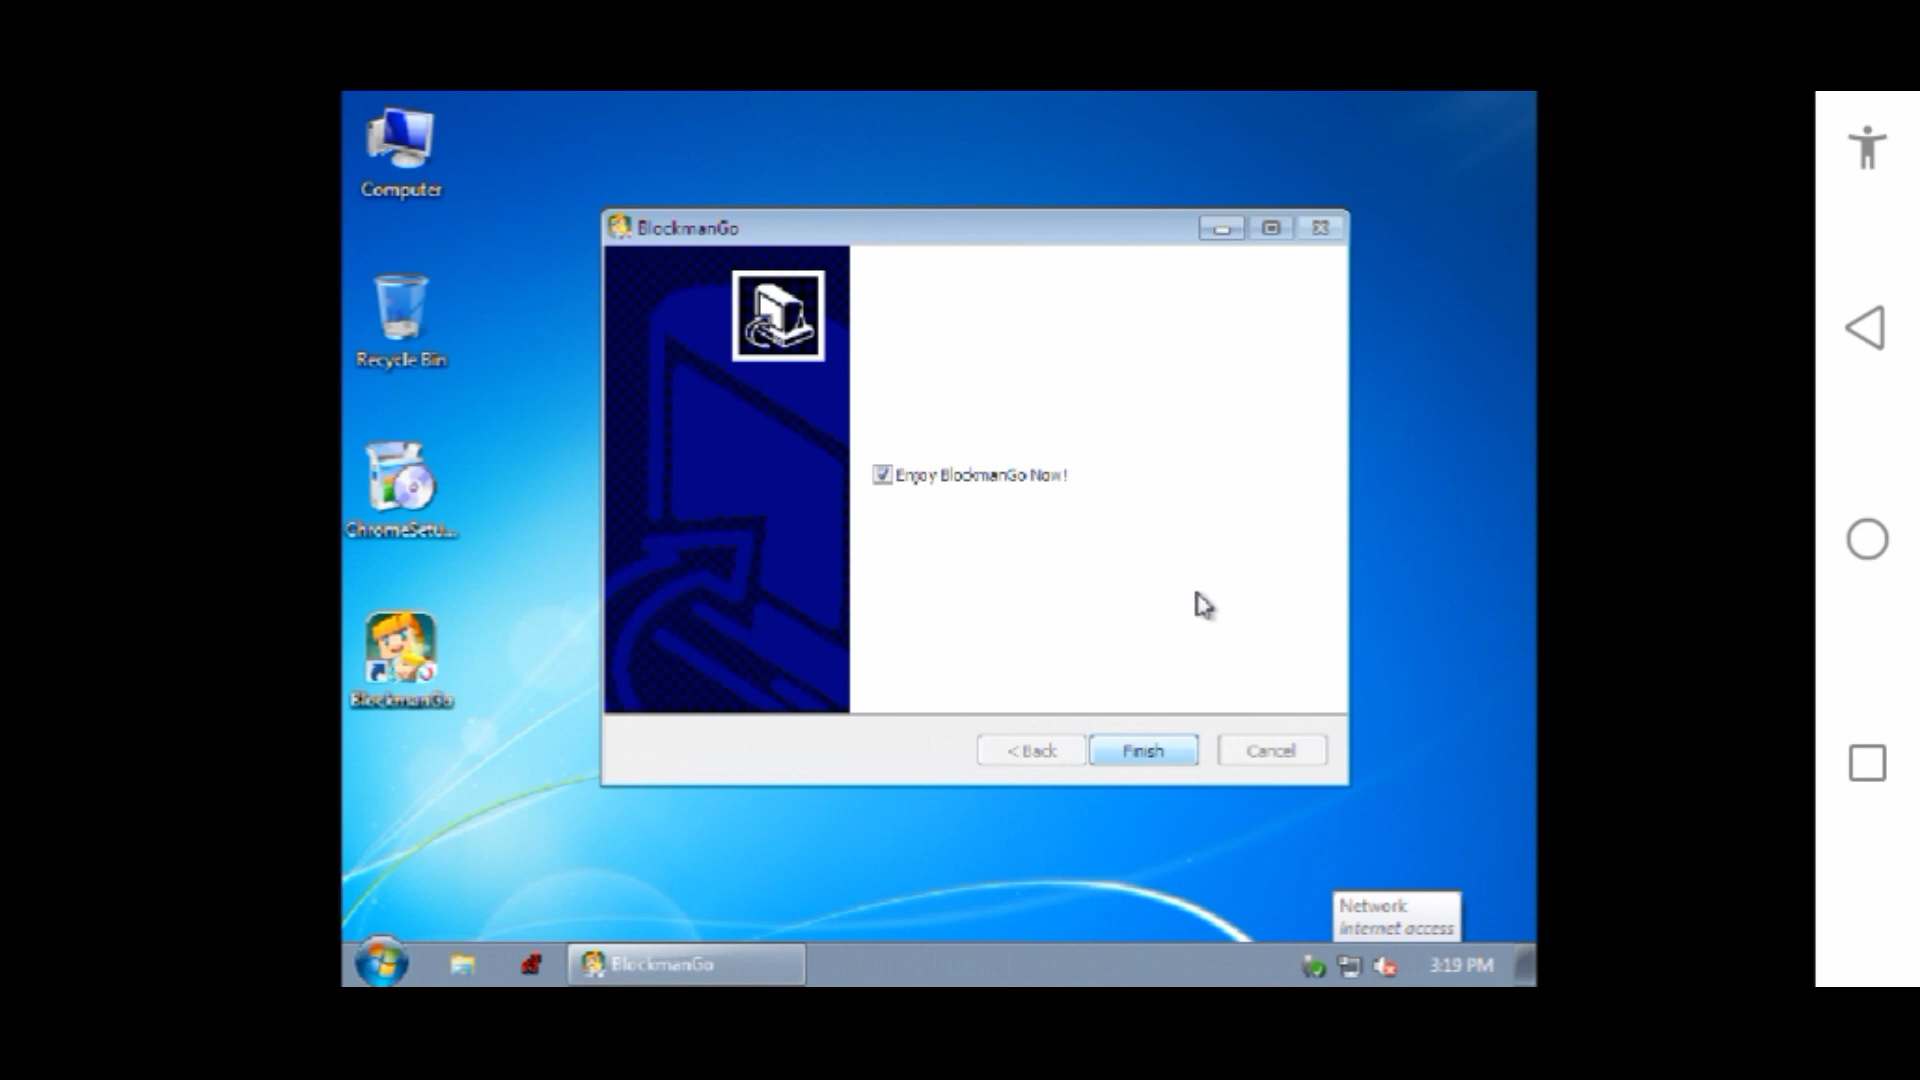 Computer
Recycle Bin
ChromeSetu...
BlockmanGo
BlockmanGo
Enjoy BlockmanGo Now!
< Back
Finish
Cancel
Network
Internet access
BlockmanGo
3:19 PM